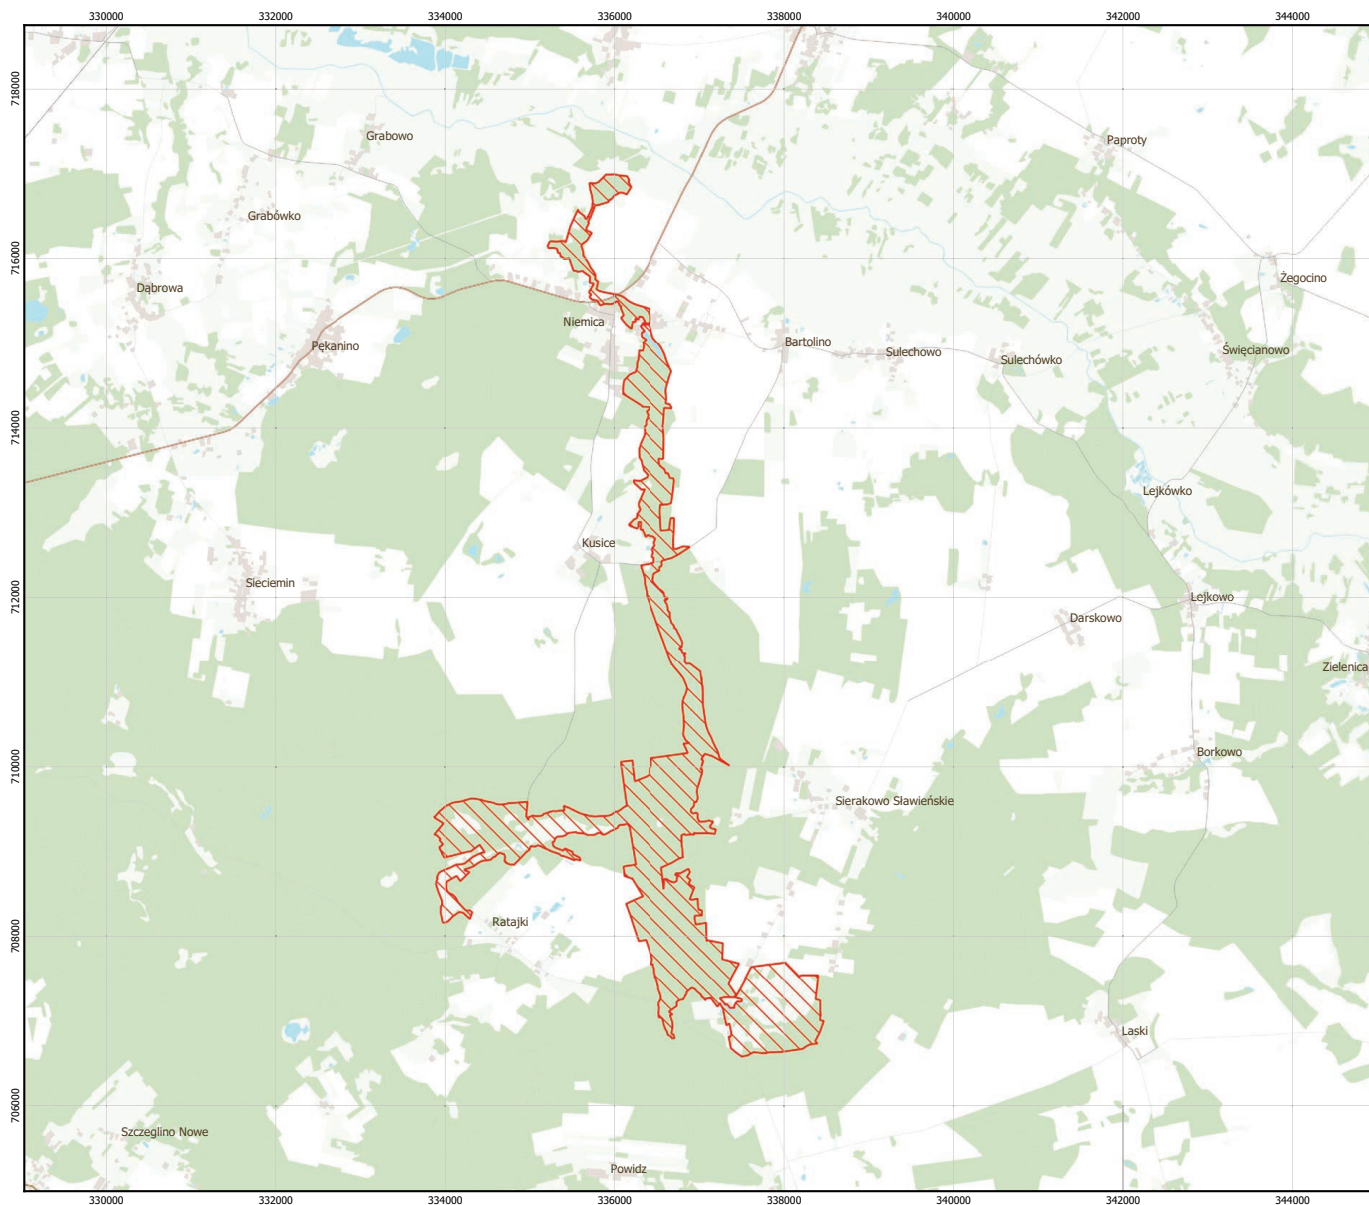 330000 332000 334000 336000 338000 340000 342000 344000
718000
Grabowo
Paproty
Grabówko
716000
Żegocino
Dąbrowa
Niemica
Bartolino
Pękanino
Sulechowo
Święcianowo
Sulechówko
714000
Lejkówko
Kusice
Sieciemin
712000
Lejkowo
Darskowo
Zielenica
Borkowo
710000
Sierakowo Sławieńskie
Ratajki
708000
Laski
706000
Szczeglino Nowe
Powidz
330000 332000 334000 336000 338000 340000 342000 344000